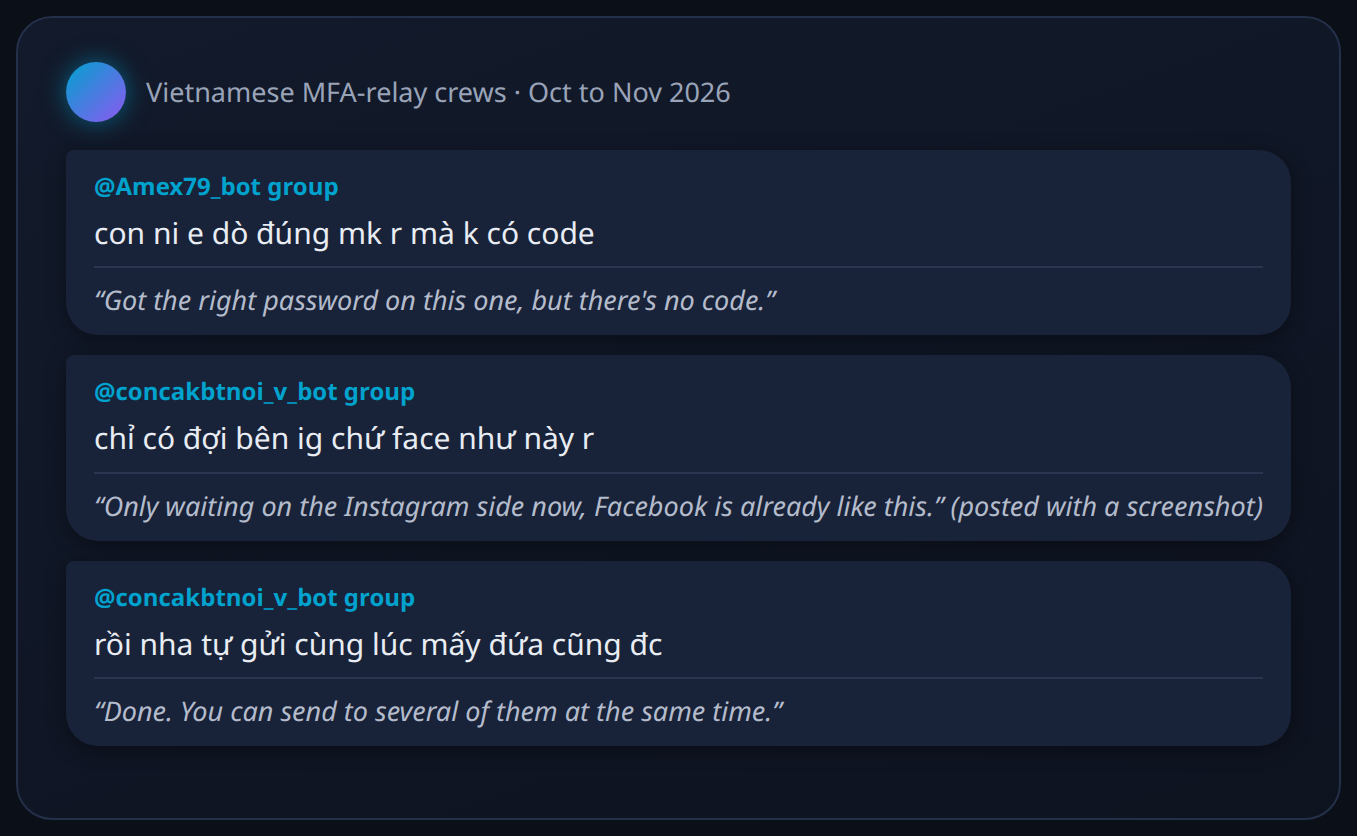 Vietnamese MFA-relay crews · Oct to Nov 2026
@Amex79_bot group
con ni e dò đúng mk r mà k có code
“Got the right password on this one, but there's no code.”
@concakbtnoi_v_bot group
chỉ có đợi bên ig chứ face như này r
“Only waiting on the Instagram side now, Facebook is already like this.” (posted with a screenshot)
@concakbtnoi_v_bot group
rồi nha tự gửi cùng lúc mấy đứa cũng đc
“Done. You can send to several of them at the same time.”